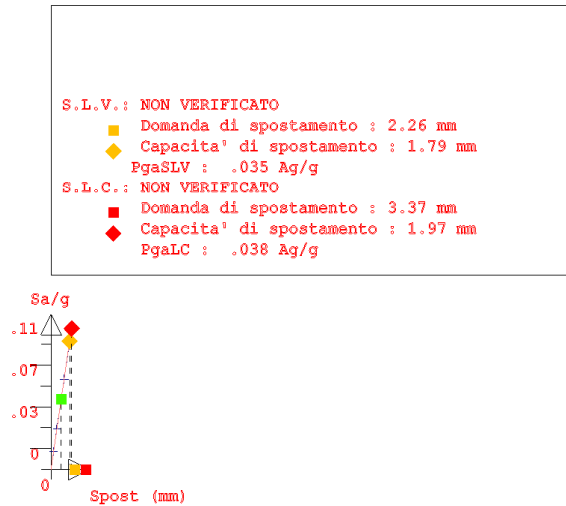 S.L.V.: NON VERIFICATO
Domanda di spostamento : 2.26 mm
Capacita' di spostamento : 1.79 mm
PgaSLV : .035 Ag/g
S.L.C.: NON VERIFICATO
Domanda di spostamento : 3.37 mm
Capacita' di spostamento : 1.97 mm
PgaLC : .038 Ag/g
Sa/g
.11
.07
.03
0
0
Spost (mm)